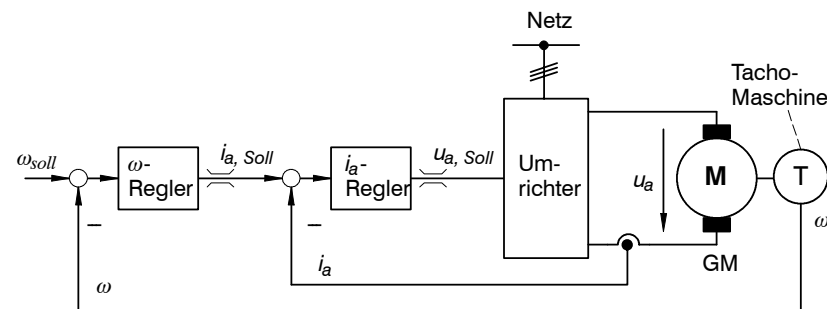 Netz
Tacho-
Maschine
ω_soll
ω-
Regler
i_a, Soll
i_a-
Regler
u_a, Soll
Um-
richter
u_a
M
T
ω
GM
–
–
i_a
ω